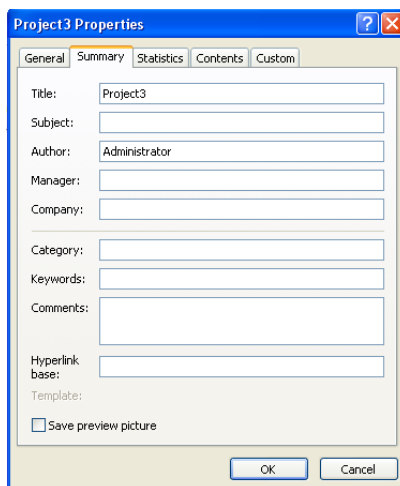 Project3 Properties
General Summary Statistics Contents Custom
Title: Project3
Subject:
Author: Administrator
Manager:
Company:
Category:
Keywords:
Comments:
Hyperlink
base:
Template:
Save preview picture
OK Cancel